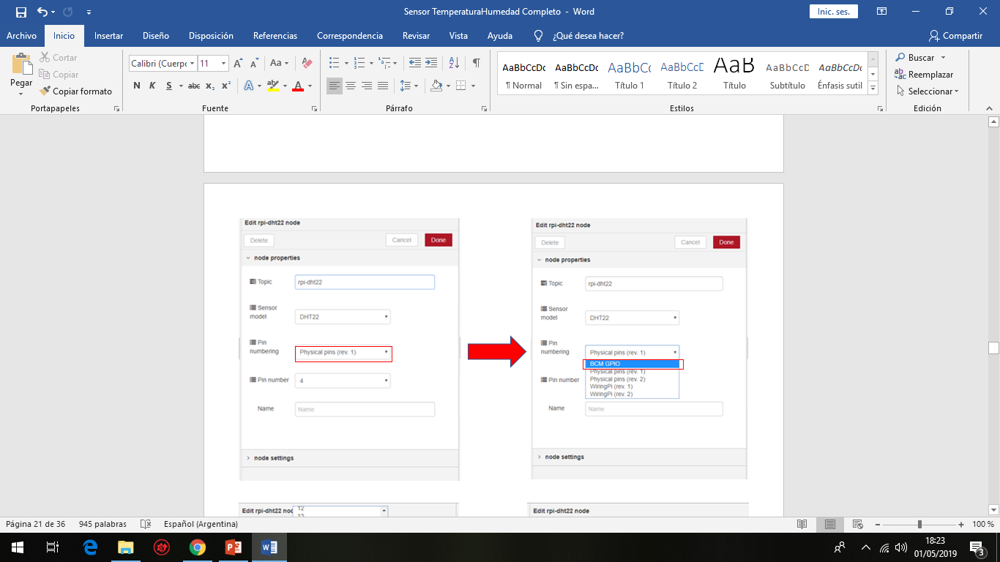 Sensor TemperaturaHumedad Completo - Word
Inic. ses.
Archivo Inicio Insertar Diseño Disposición Referencias Correspondencia Revisar Vista Ayuda ¿Qué desea hacer? Compartir
Pegar
Cortar
Copiar
Copiar formato
Portapapeles
Calibri (Cuerpo 11
N K S abc x₂ x²
Fuente
Párrafo
AaBbCcDc AaBbCcDc AaBbCc AaBbCcD AaB AaBbCcD AaBbCcDc
¶ Normal ¶ Sin espa... Título 1 Título 2 Título Subtítulo Énfasis sutil
Estilos
Buscar
Reemplazar
Seleccionar
Edición
Edit rpi-dht22 node
Delete Cancel Done
node properties
Topic rpi-dht22
Sensor model DHT22
Pin numbering Physical pins (rev. 1)
Pin number 4
Name Name
node settings
Edit rpi-dht22 node
Delete Cancel Done
node properties
Topic rpi-dht22
Sensor model DHT22
Pin numbering Physical pins (rev. 1)
BCM GPIO
Physical pins (rev. 1)
Physical pins (rev. 2)
WiringPi (rev. 1)
WiringPi (rev. 2)
Pin number
Name Name
node settings
Edit rpi-dht22 nod
12
13
Edit rpi-dht22 node
Página 21 de 36 945 palabras Español (Argentina) 100 %
18:23
01/05/2019
3